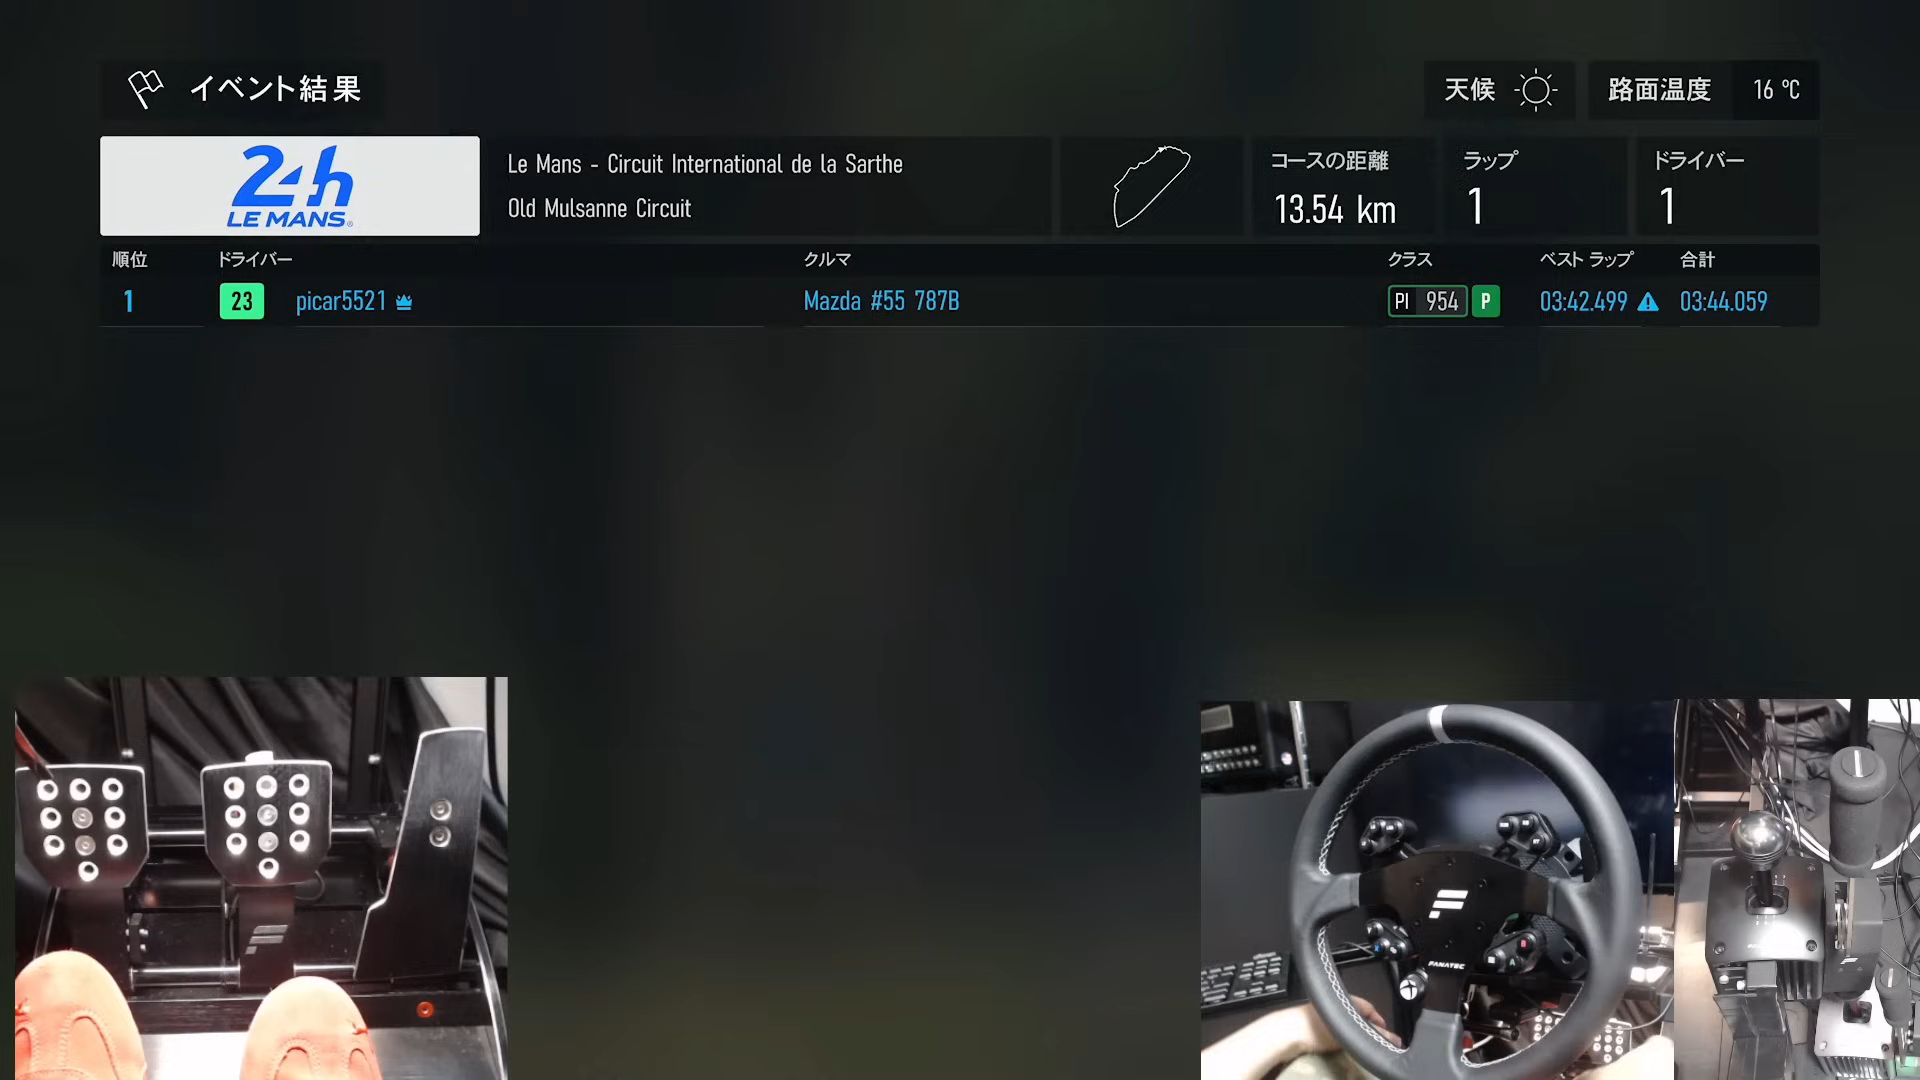 イベント結果
天候
路面温度 16 ℃
24h
LE MANS
Le Mans - Circuit International de la Sarthe
Old Mulsanne Circuit
コースの距離
13.54 km
ラップ
1
ドライバー
1
順位 ドライバー クルマ クラス ベスト ラップ 合計
1 23 picar5521 Mazda #55 787B PI 954 P 03:42.499 03:44.059
FANATEC